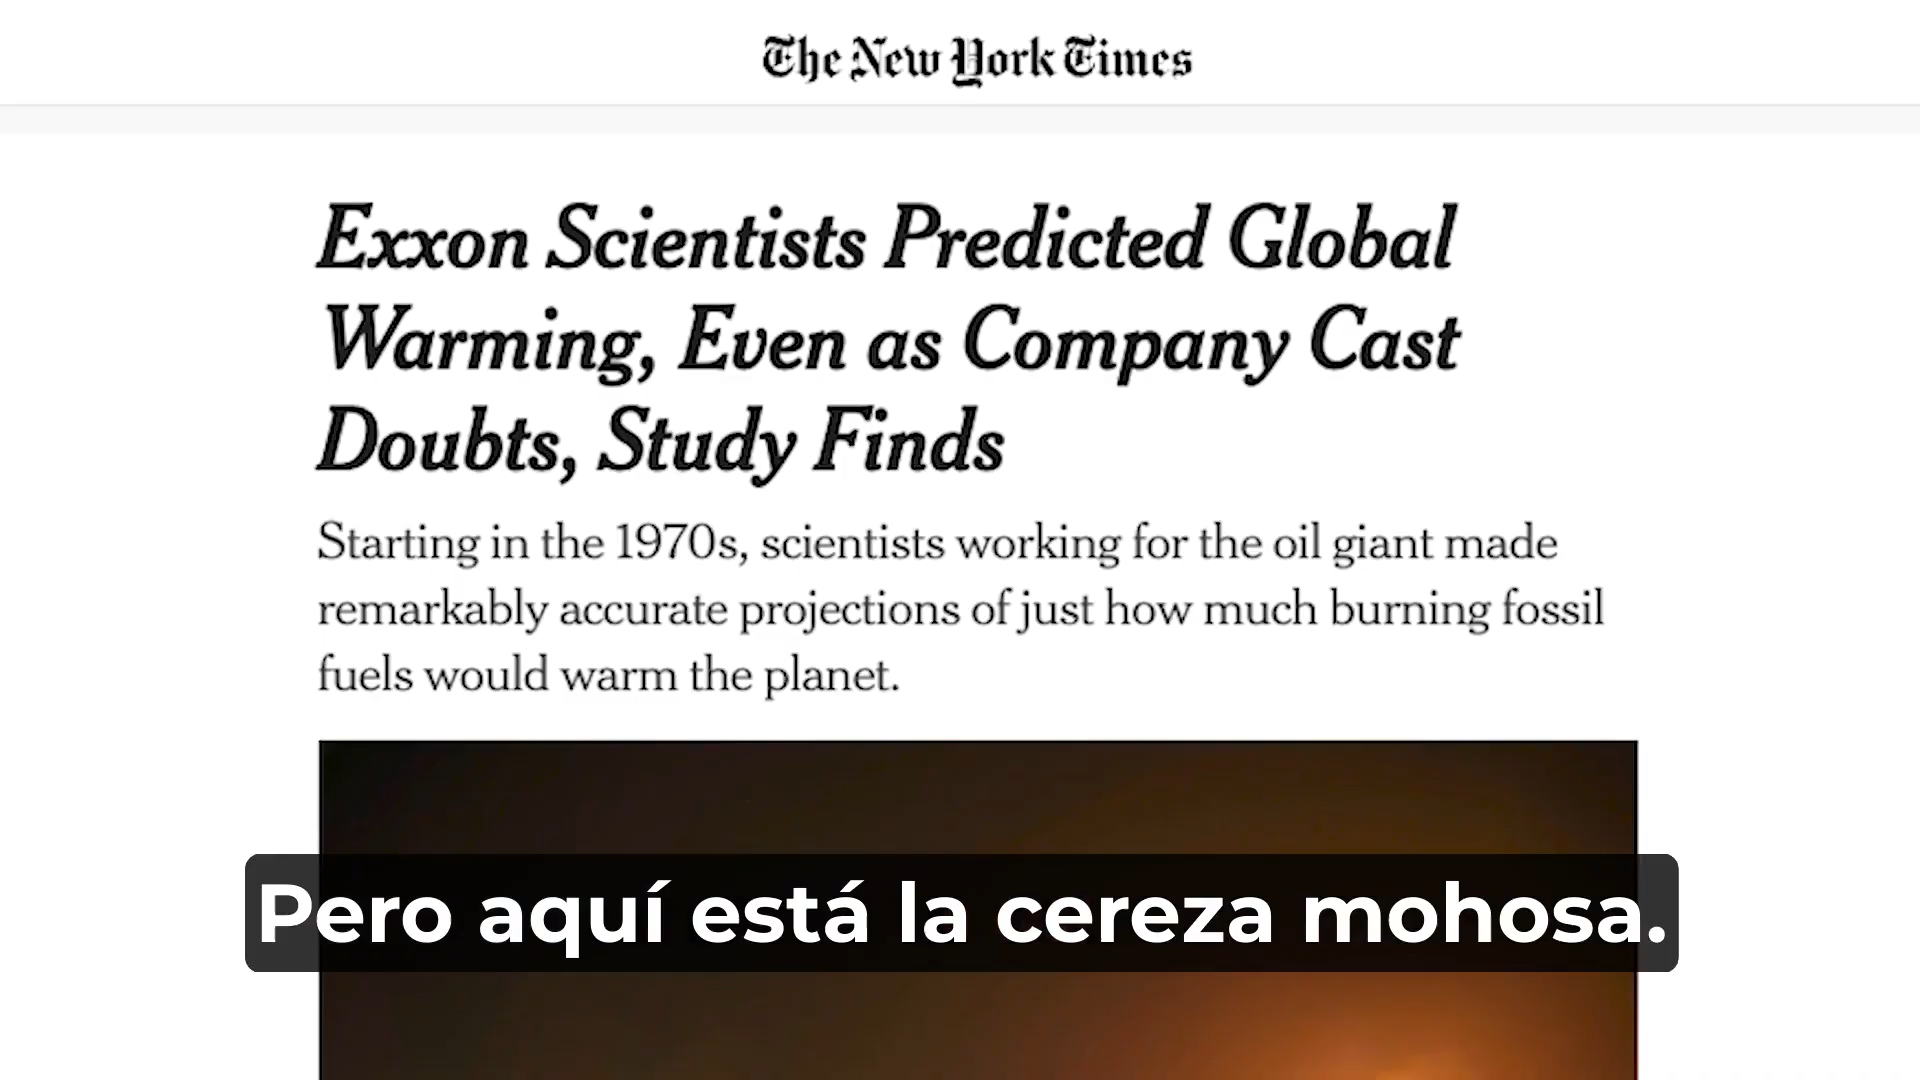 The New York Times
Exxon Scientists Predicted Global
Warming, Even as Company Cast
Doubts, Study Finds
Starting in the 1970s, scientists working for the oil giant made
remarkably accurate projections of just how much burning fossil
fuels would warm the planet.
Pero aquí está la cereza mohosa.